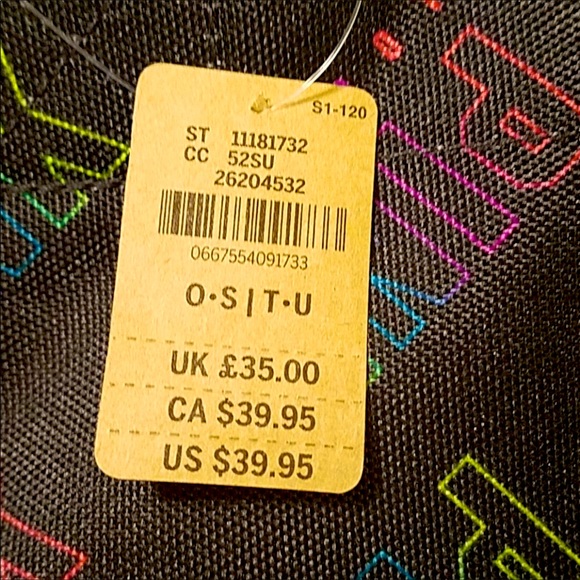 S1-120
ST 11181732
CC 52SU
26204532
0667554091733
O·S|T·U
UK £35.00
CA $39.95
US $39.95